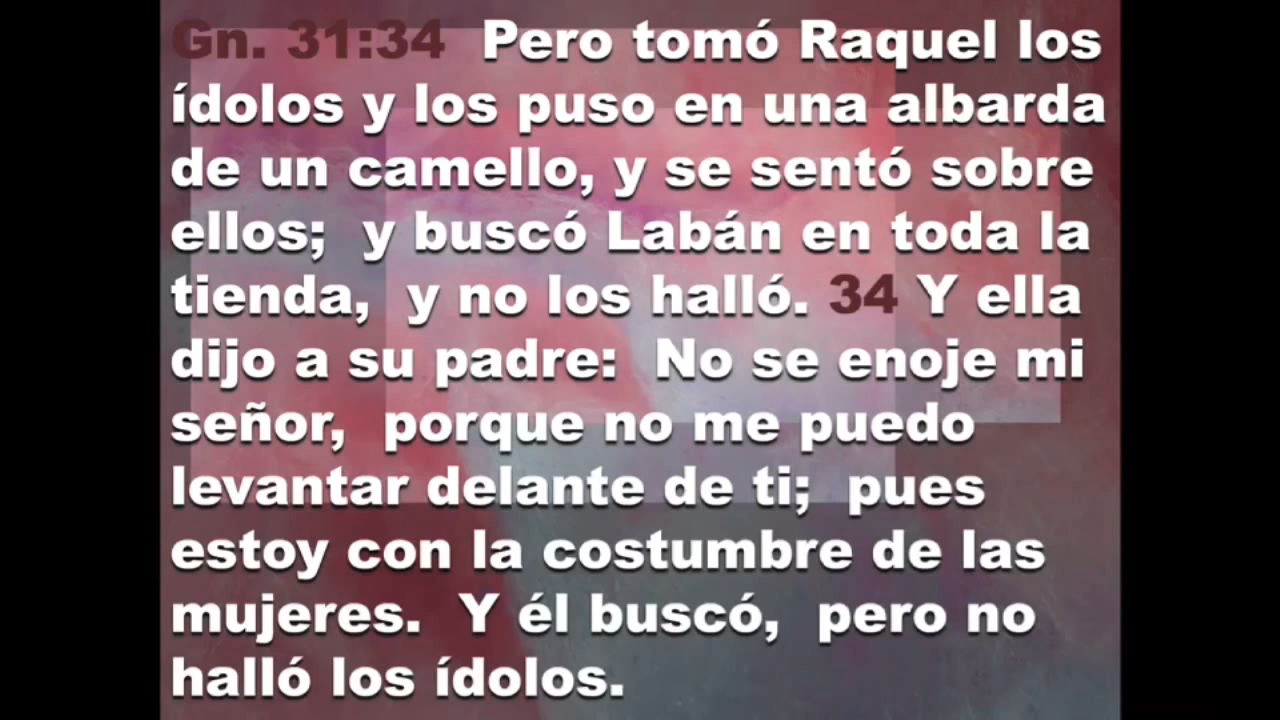 Gn. 31:34 Pero tomó Raquel los
ídolos y los puso en una albarda
de un camello, y se sentó sobre
ellos; y buscó Labán en toda la
tienda, y no los halló. 34 Y ella
dijo a su padre: No se enoje mi
señor, porque no me puedo
levantar delante de ti; pues
estoy con la costumbre de las
mujeres. Y él buscó, pero no
halló los ídolos.